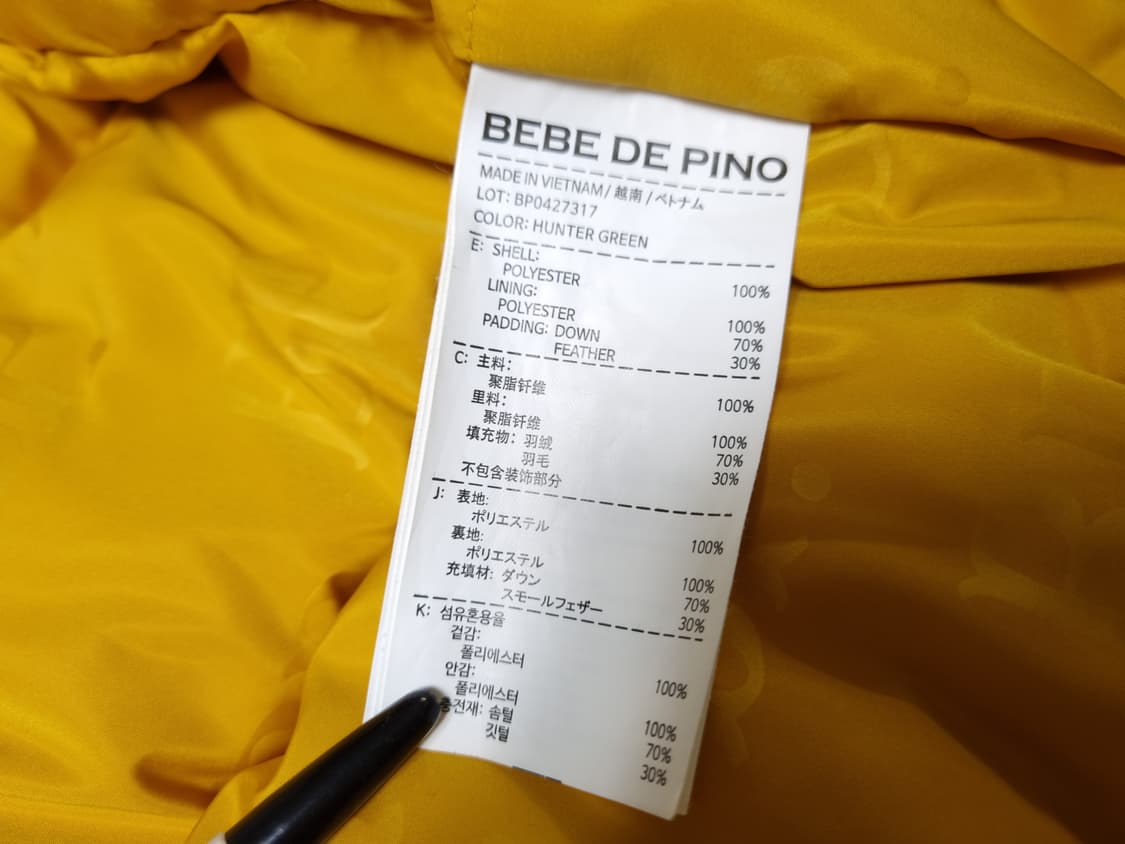 BEBE DE PINO
MADE IN VIETNAM / 越南 / ベトナム
LOT: BP0427317
COLOR: HUNTER GREEN
E: SHELL:
POLYESTER 100%
LINING:
POLYESTER 100%
PADDING: DOWN 70%
FEATHER 30%
C: 主料:
聚脂钎维 100%
里料:
聚脂钎维 100%
填充物: 羽绒 70%
羽毛 30%
不包含装饰部分
J: 表地:
ポリエステル 100%
裏地:
ポリエステル 100%
充填材: ダウン 70%
スモールフェザー 30%
K: 섬유혼용율
겉감:
폴리에스터 100%
안감:
폴리에스터 100%
충전재: 솜털 70%
깃털 30%